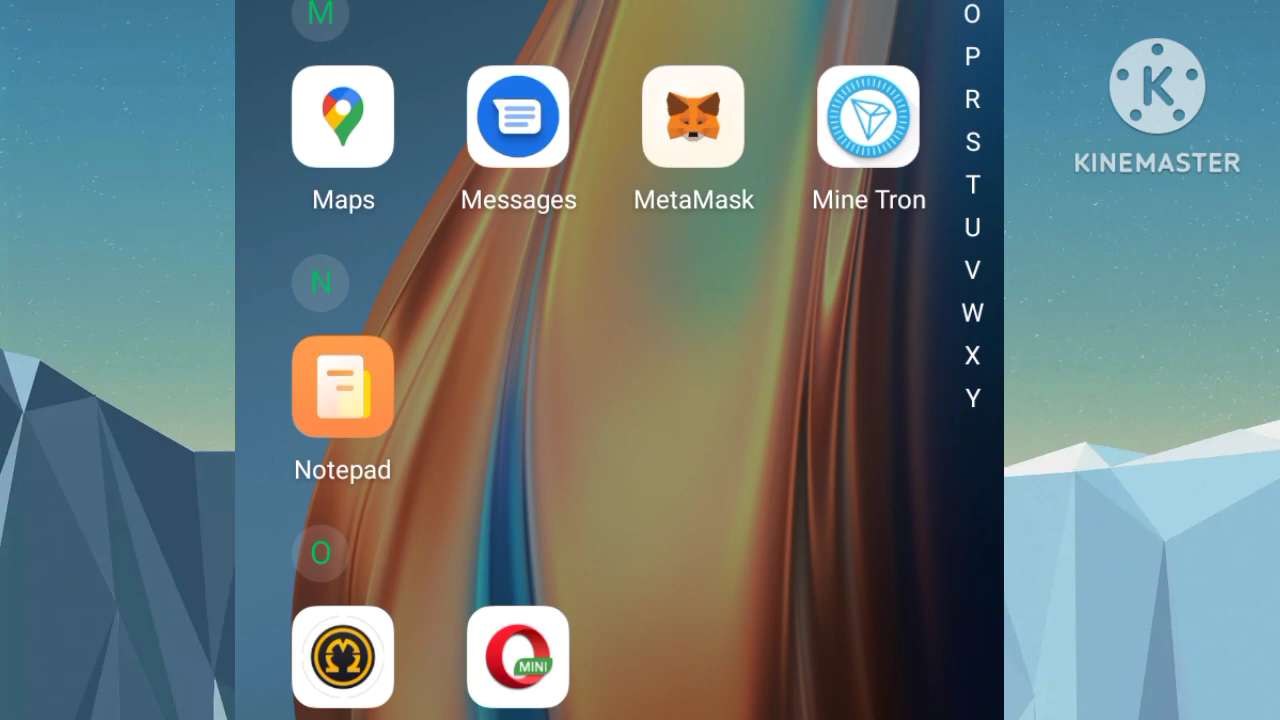 M
Maps
Messages
MetaMask
Mine Tron
N
Notepad
O
MINI
O
P
R
S
T
U
V
W
X
Y
K
KINEMASTER